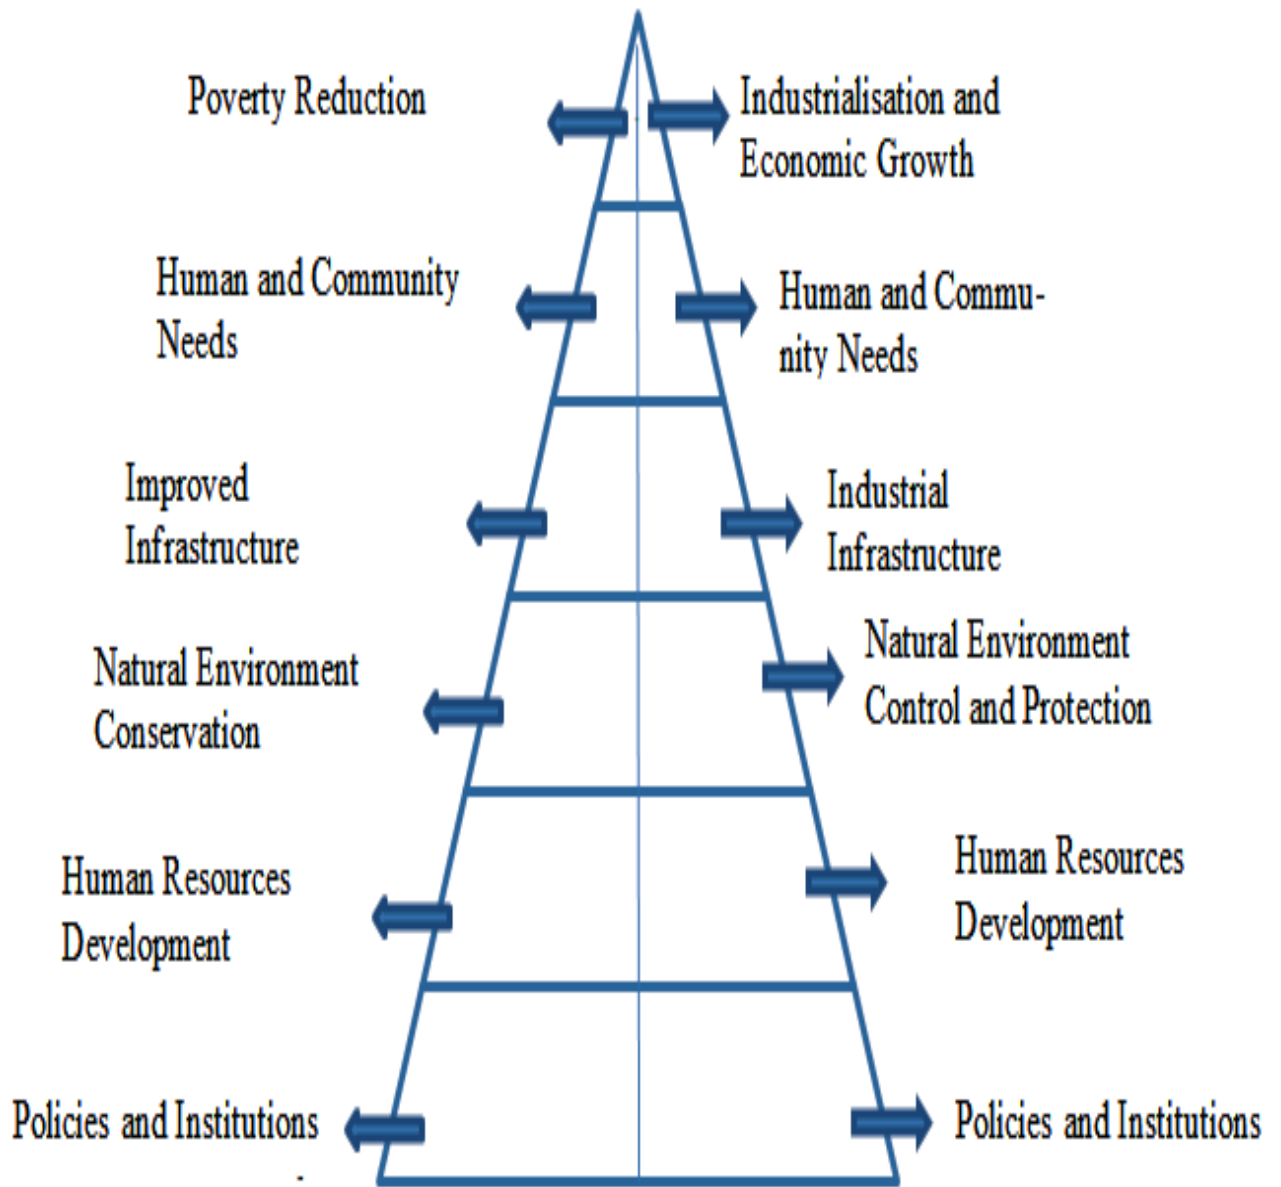 Poverty Reduction
Industrialisation and
Economic Growth
Human and Community
Needs
Human and Commu-
nity Needs
Improved
Infrastructure
Industrial
Infrastructure
Natural Environment
Conservation
Natural Environment
Control and Protection
Human Resources
Development
Human Resources
Development
Policies and Institutions
Policies and Institutions